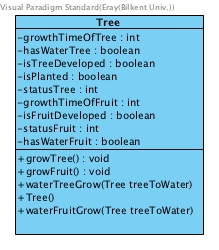 Visual Paradigm Standard(Eray(Bilkent Univ.))
Tree
-growthTimeOfTree : int
-hasWaterTree : boolean
-isTreeDeveloped : boolean
-isPlanted : boolean
-statusTree : int
-growthTimeOfFruit : int
-isFruitDeveloped : boolean
-statusFruit : int
-hasWaterFruit : boolean
+growTree() : void
+growFruit() : void
+waterTreeGrow(Tree treeToWater)
+Tree()
+waterFruitGrow(Tree treeToWater)